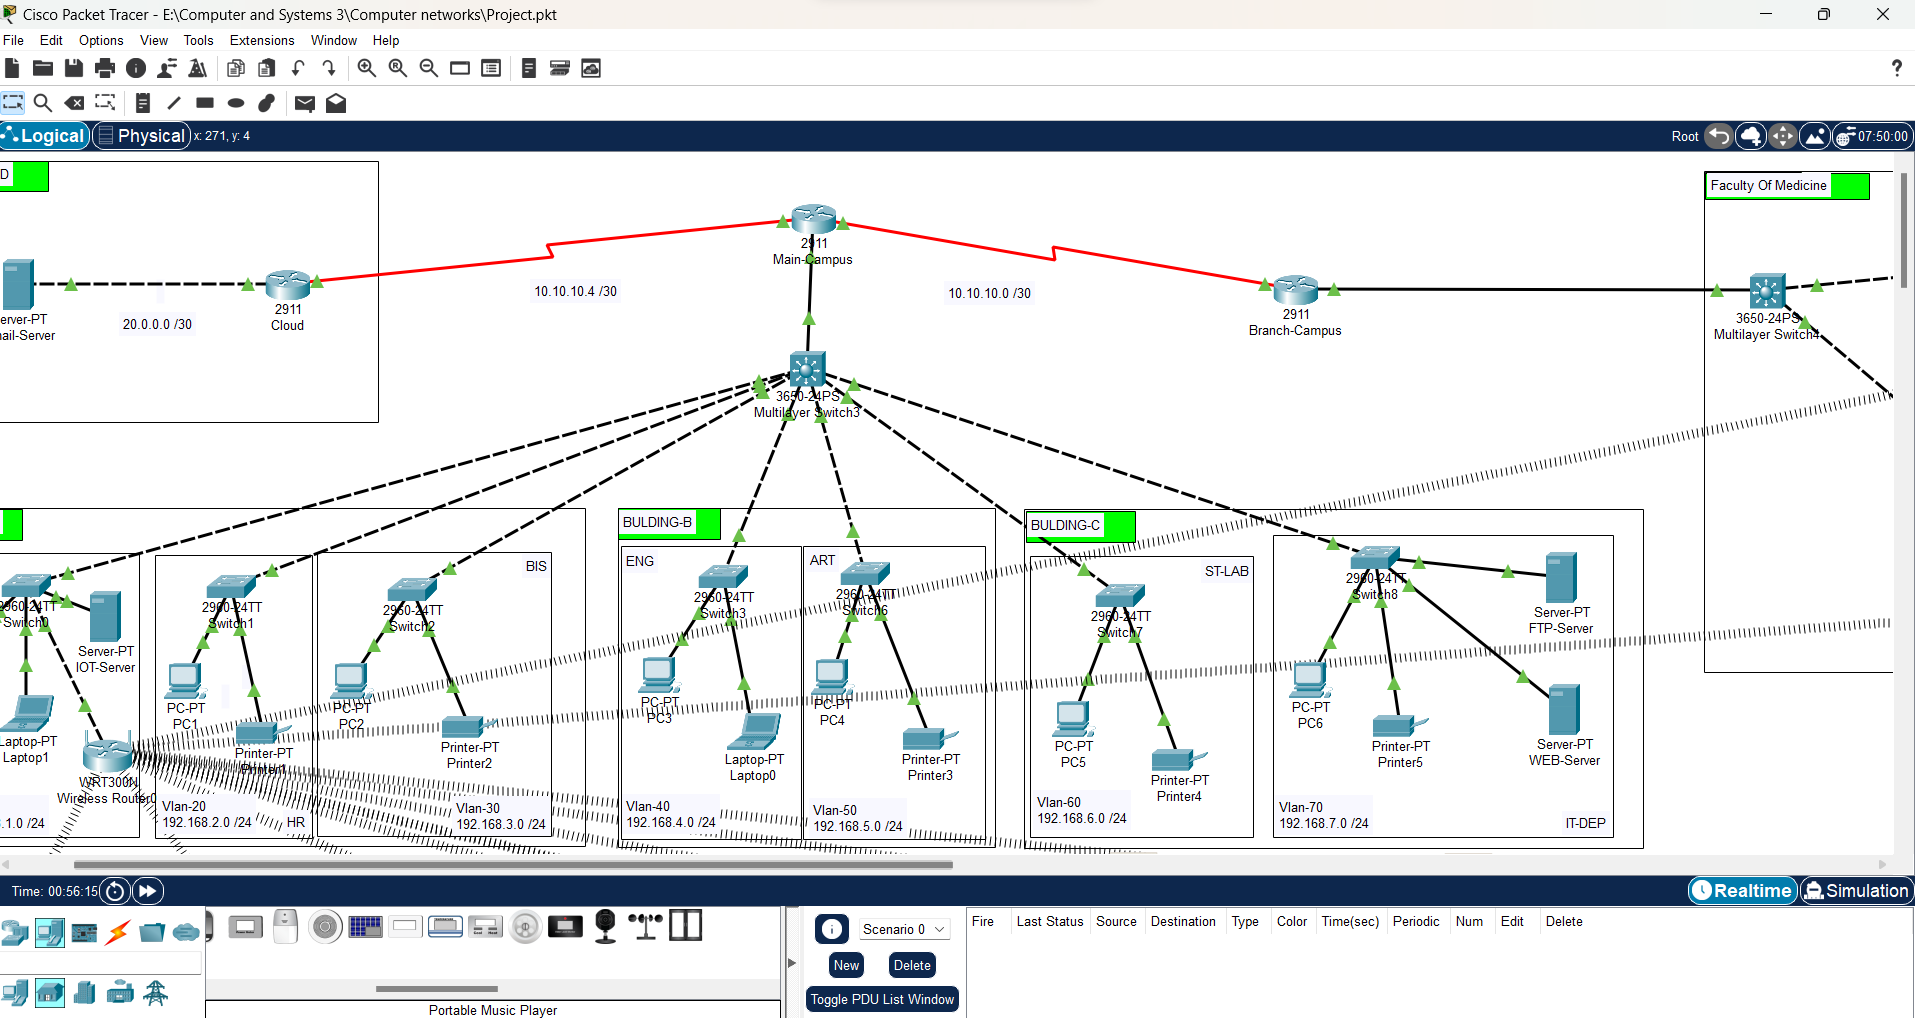 Cisco Packet Tracer - E:\Computer and Systems 3\Computer networks\Project.pkt
File Edit Options View Tools Extensions Window Help
?
Logical Physical x: 271, y: 4
Root 07:50:00
D
Faculty Of Medicine
2911
Main-Campus
10.10.10.4 /30
10.10.10.0 /30
2911
Cloud
20.0.0.0 /30
erver-PT
ail-Server
2911
Branch-Campus
3650-24PS
Multilayer Switch4
3650-24PS
Multilayer Switch3
BIS
2960-24TT
Switch0
Server-PT
IOT-Server
Laptop-PT
Laptop1
WRT300N
Wireless Router0
.1.0 /24
2960-24TT
Switch1
PC-PT
PC1
Printer-PT
Printer1
Vlan-20
192.168.2.0 /24
HR
2960-24TT
Switch2
PC-PT
PC2
Printer-PT
Printer2
Vlan-30
192.168.3.0 /24
BULDING-B
ENG
2960-24TT
Switch3
PC-PT
PC3
Laptop-PT
Laptop0
Vlan-40
192.168.4.0 /24
ART
2960-24TT
Switch6
PC-PT
PC4
Printer-PT
Printer3
Vlan-50
192.168.5.0 /24
BULDING-C
ST-LAB
2960-24TT
Switch7
PC-PT
PC5
Printer-PT
Printer4
Vlan-60
192.168.6.0 /24
2960-24TT
Switch8
Server-PT
FTP-Server
PC-PT
PC6
Printer-PT
Printer5
Server-PT
WEB-Server
Vlan-70
192.168.7.0 /24
IT-DEP
Time: 00:56:15
Realtime Simulation
Scenario 0
New Delete
Toggle PDU List Window
Fire Last Status Source Destination Type Color Time(sec) Periodic Num Edit Delete
Portable Music Player